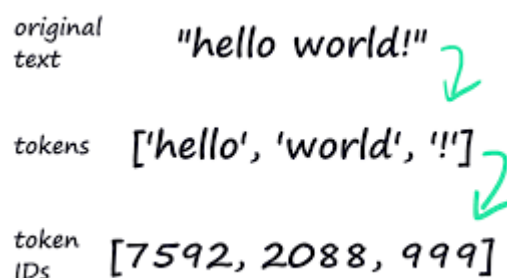 original
text
"hello world!"
tokens
['hello', 'world', '!']
token
IDs
[7592, 2088, 999]